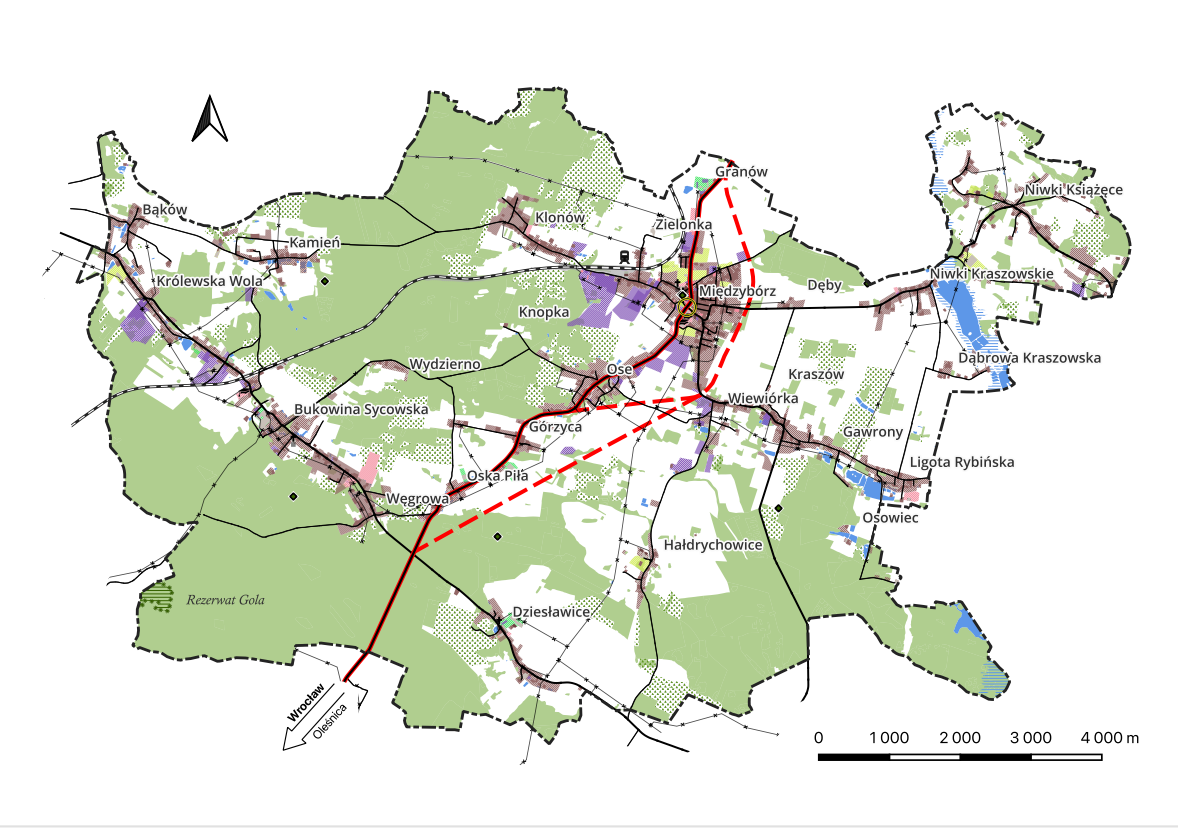 Granów
Niwki Książęce
Bąków
Klonów
Zielonka
Kamień
Niwki Kraszowskie
Królewska Wola
Międzybórz
Dęby
Knopka
Dąbrowa Kraszowska
Wydzierno
Ose
Kraszów
Wiewiórka
Bukowina Sycowska
Górzyca
Gawrony
Ligota Rybińska
Oska Piła
Węgrowa
Osowiec
Hałdrychowice
Rezerwat Gola
Dziesławice
Wrocław
Oleśnica
0 1 000 2 000 3 000 4 000 m